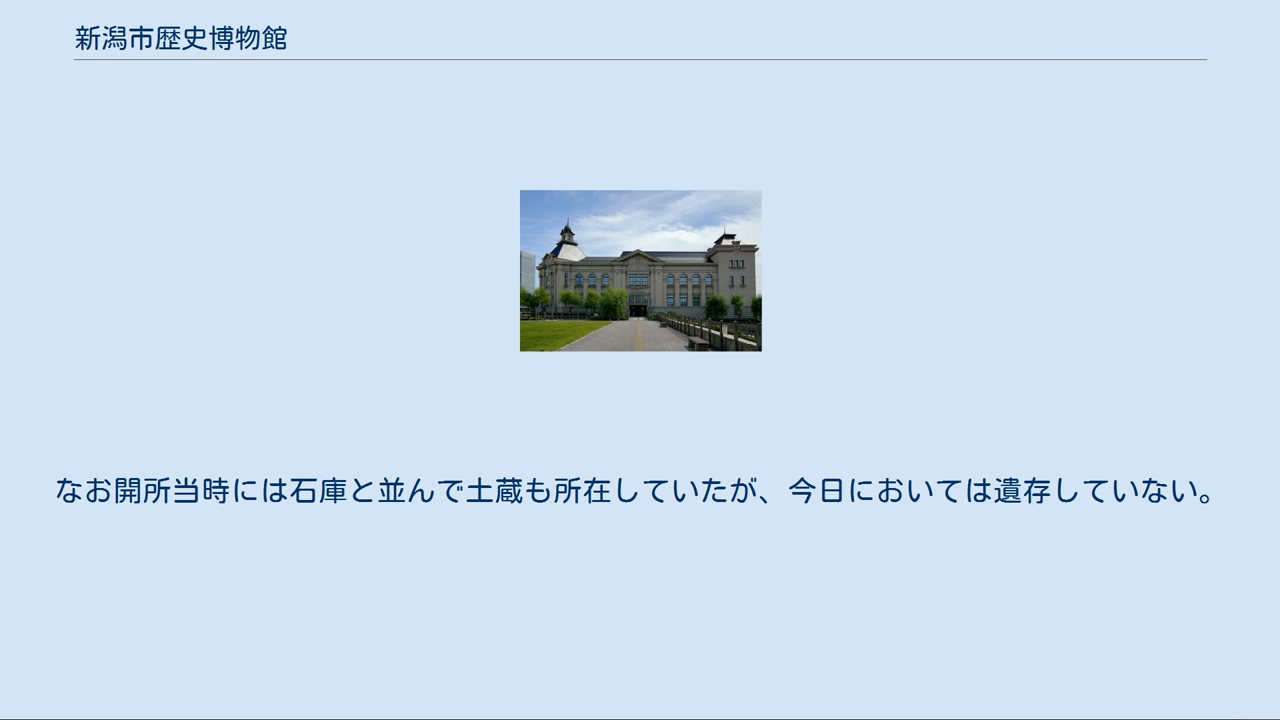 新潟市歴史博物館
なお開所当時には石庫と並んで土蔵も所在していたが、今日においては遺存していない。